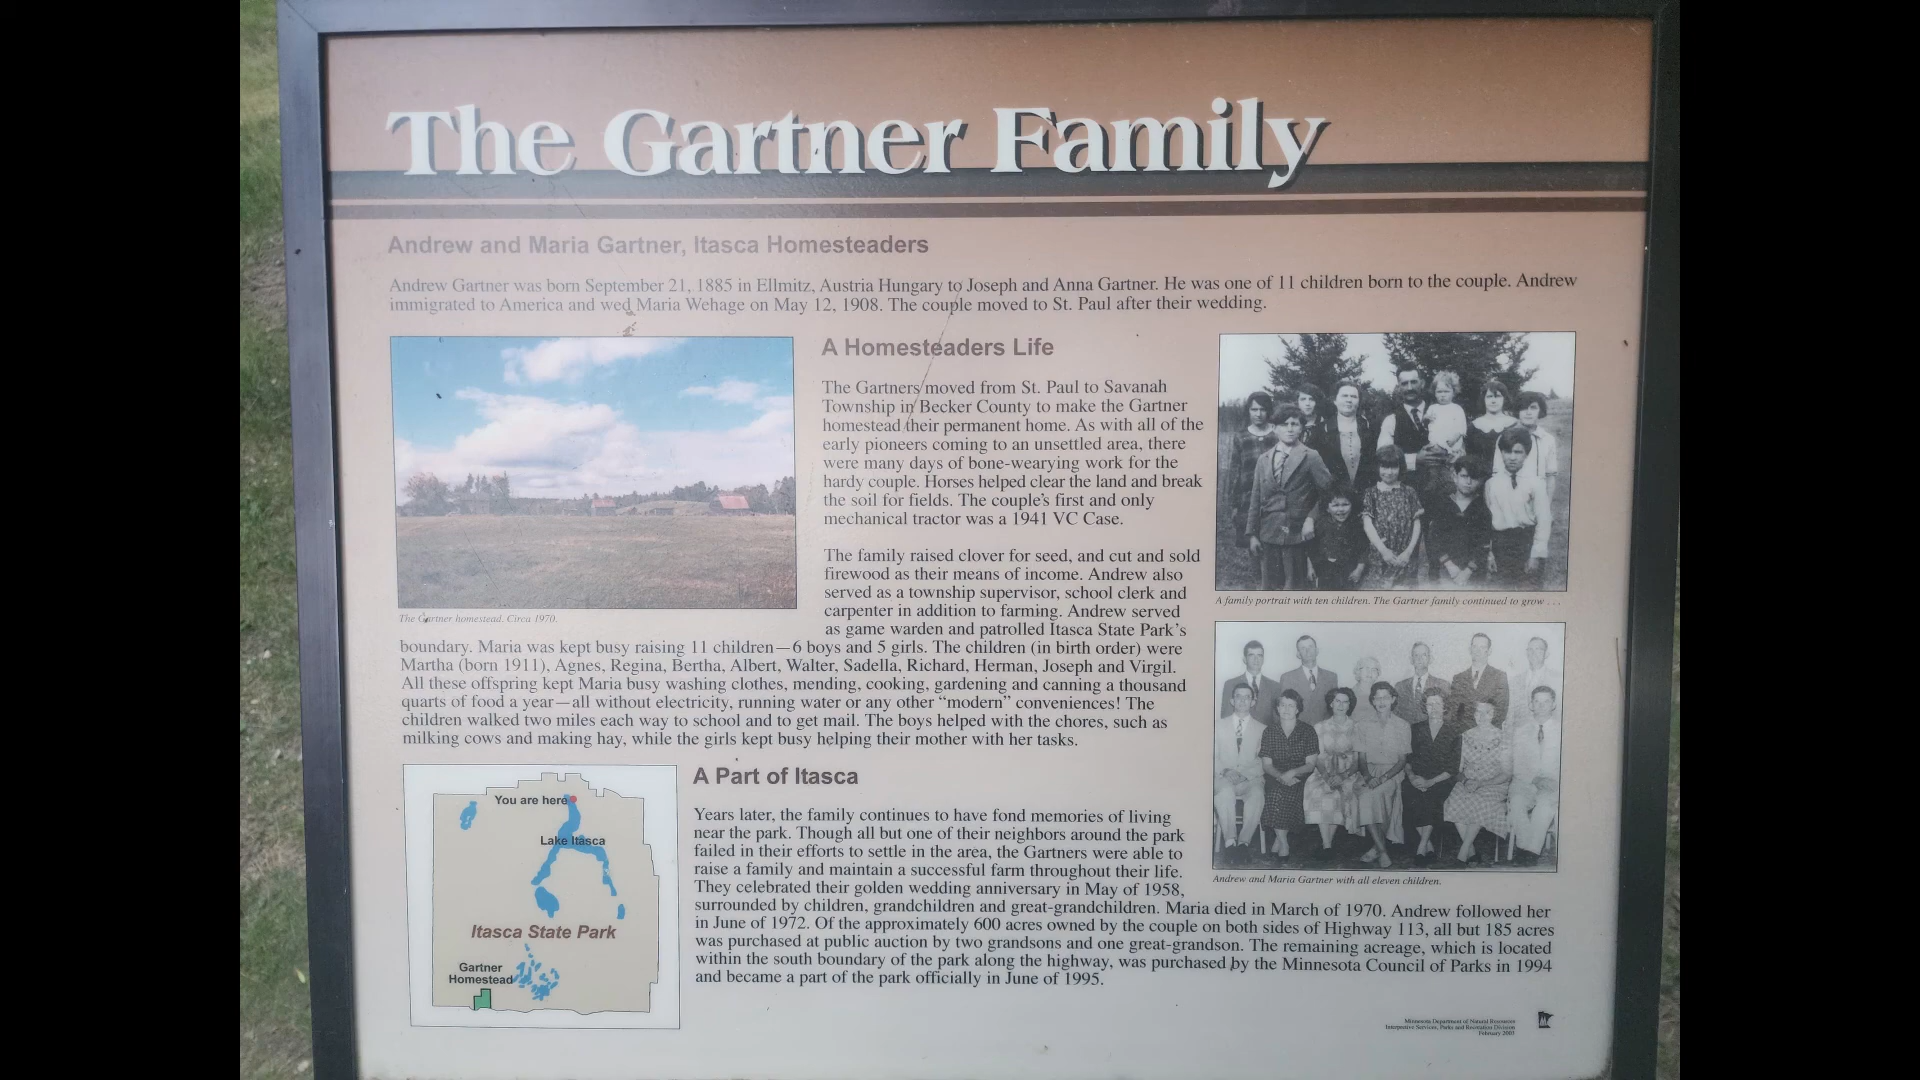 The Gartner Family
Andrew and Maria Gartner, Itasca Homesteaders
Andrew Gartner was born September 21, 1885 in Ellmitz, Austria Hungary to Joseph and Anna Gartner. He was one of 11 children born to the couple. Andrew
immigrated to America and wed Maria Wehage on May 12, 1908. The couple moved to St. Paul after their wedding.
The Gartner homestead. Circa 1970.
A Homesteaders Life
The Gartners moved from St. Paul to Savanah
Township in Becker County to make the Gartner
homestead their permanent home. As with all of the
early pioneers coming to an unsettled area, there
were many days of bone-wearying work for the
hardy couple. Horses helped clear the land and break
the soil for fields. The couple's first and only
mechanical tractor was a 1941 VC Case.
The family raised clover for seed, and cut and sold
firewood as their means of income. Andrew also
served as a township supervisor, school clerk and
carpenter in addition to farming. Andrew served
as game warden and patrolled Itasca State Park's
boundary. Maria was kept busy raising 11 children—6 boys and 5 girls. The children (in birth order) were
Martha (born 1911), Agnes, Regina, Bertha, Albert, Walter, Sadella, Richard, Herman, Joseph and Virgil.
All these offspring kept Maria busy washing clothes, mending, cooking, gardening and canning a thousand
quarts of food a year—all without electricity, running water or any other “modern” conveniences! The
children walked two miles each way to school and to get mail. The boys helped with the chores, such as
milking cows and making hay, while the girls kept busy helping their mother with her tasks.
A family portrait with ten children. The Gartner family continued to grow . . .
Andrew and Maria Gartner with all eleven children.
You are here
Lake Itasca
Itasca State Park
Gartner
Homestead
A Part of Itasca
Years later, the family continues to have fond memories of living
near the park. Though all but one of their neighbors around the park
failed in their efforts to settle in the area, the Gartners were able to
raise a family and maintain a successful farm throughout their life.
They celebrated their golden wedding anniversary in May of 1958,
surrounded by children, grandchildren and great-grandchildren. Maria died in March of 1970. Andrew followed her
in June of 1972. Of the approximately 600 acres owned by the couple on both sides of Highway 113, all but 185 acres
was purchased at public auction by two grandsons and one great-grandson. The remaining acreage, which is located
within the south boundary of the park along the highway, was purchased by the Minnesota Council of Parks in 1994
and became a part of the park officially in June of 1995.
Minnesota Department of Natural Resources
Interpretive Services, Parks and Recreation Division
February 2003